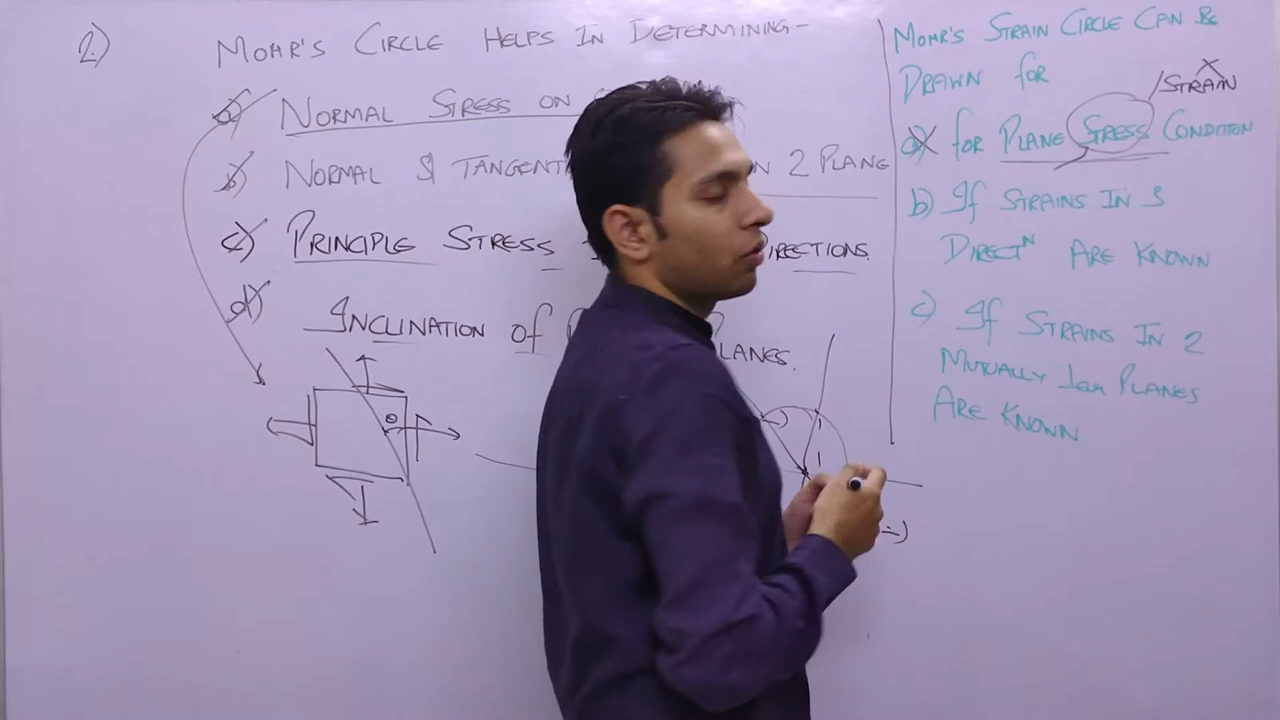 2.) MOHR'S CIRCLE HELPS IN DETERMINING-
a) NORMAL STRESS ON
b) NORMAL & TANGENT N 2 PLANE
c) PRINCIPLE STRESS DIRECTIONS.
d) INCLINATION OF PLANES.
θ
MOHR'S STRAIN CIRCLE CAN BE
DRAWN for
/STRAIN
a) for PLANE STRESS CONDITION
b) If STRAINS IN 3
DIRECTN ARE KNOWN
c) If STRAINS IN 2
MUTUALLY Lar PLANES
ARE KNOWN